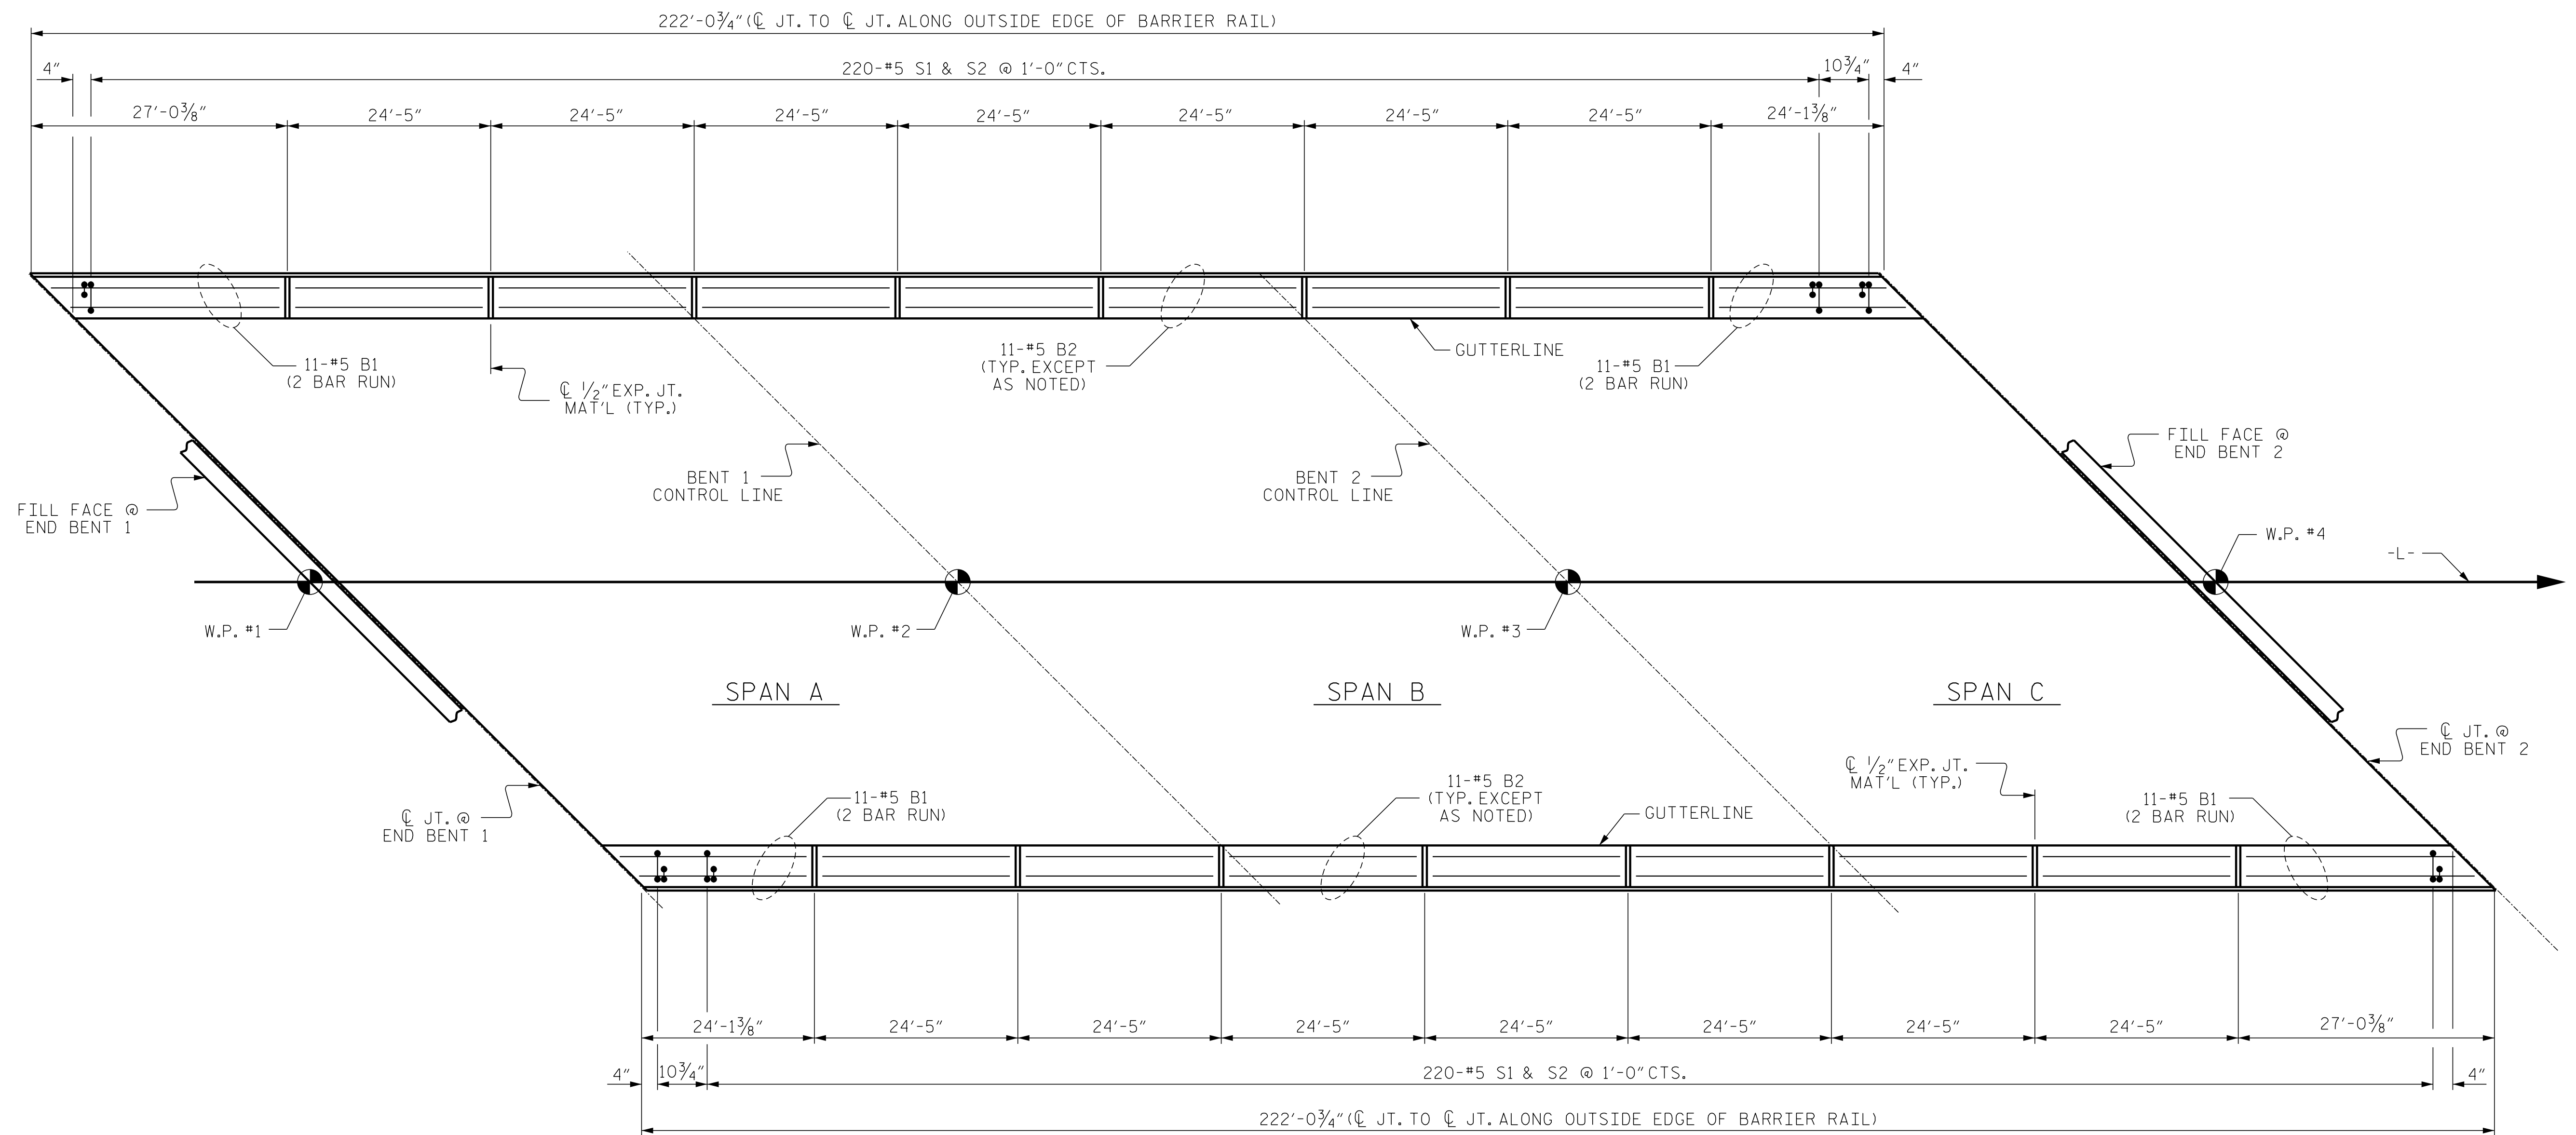 222'-0¾"(℄ JT. TO ℄ JT. ALONG OUTSIDE EDGE OF BARRIER RAIL)
4"
220-#5 S1 & S2 @ 1'-0" CTS.
10¾"
4"
27'-0⅜"
24'-5"
24'-5"
24'-5"
24'-5"
24'-5"
24'-5"
24'-5"
24'-1⅜"
11-#5 B1
(2 BAR RUN)
℄ ½" EXP. JT.
MAT'L (TYP.)
11-#5 B2
(TYP. EXCEPT
AS NOTED)
GUTTERLINE
11-#5 B1
(2 BAR RUN)
FILL FACE @
END BENT 1
BENT 1
CONTROL LINE
BENT 2
CONTROL LINE
FILL FACE @
END BENT 2
W.P. #4
-L-
W.P. #1
W.P. #2
W.P. #3
SPAN A
SPAN B
SPAN C
℄ JT. @
END BENT 2
℄ JT. @
END BENT 1
11-#5 B1
(2 BAR RUN)
11-#5 B2
(TYP. EXCEPT
AS NOTED)
GUTTERLINE
℄ ½" EXP. JT.
MAT'L (TYP.)
11-#5 B1
(2 BAR RUN)
24'-1⅜"
24'-5"
24'-5"
24'-5"
24'-5"
24'-5"
24'-5"
24'-5"
27'-0⅜"
4"
10¾"
220-#5 S1 & S2 @ 1'-0" CTS.
4"
222'-0¾"(℄ JT. TO ℄ JT. ALONG OUTSIDE EDGE OF BARRIER RAIL)